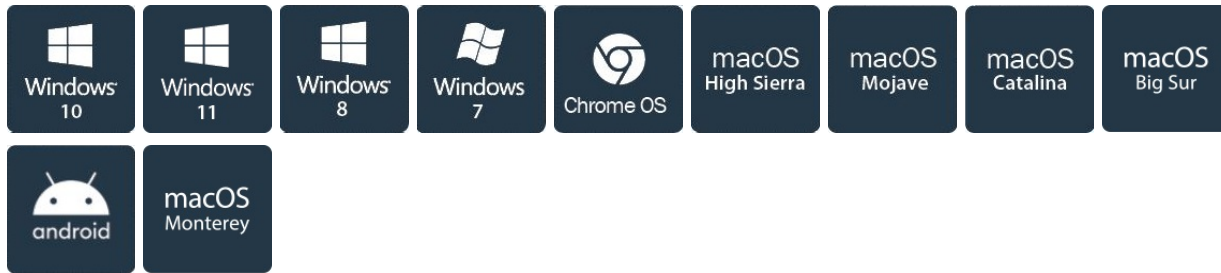 Windows
10
Windows
11
Windows
8
Windows
7
Chrome OS
macOS
High Sierra
macOS
Mojave
macOS
Catalina
macOS
Big Sur
android
macOS
Monterey